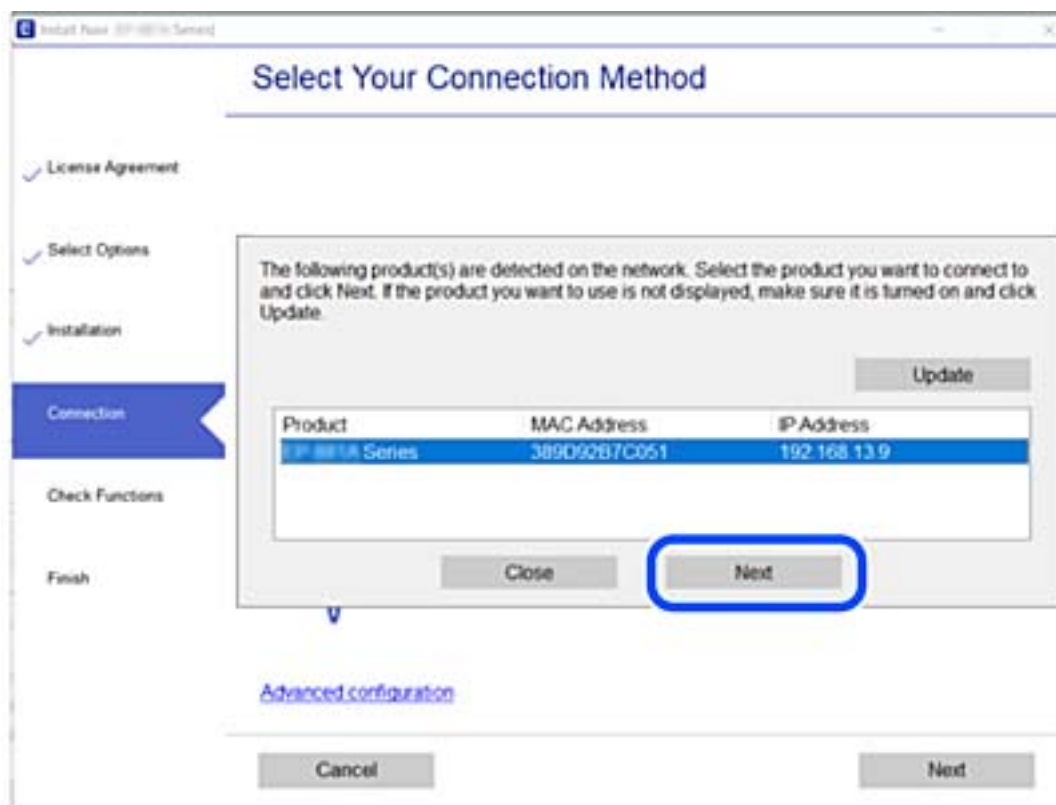 Install Navi
Series]
Select Your Connection Method
License Agreement
Select Options
Installation
Connection
Check Functions
Finish
The following product(s) are detected on the network. Select the product you want to connect to
and click Next. If the product you want to use is not displayed, make sure it is turned on and click
Update.
Update
Product MAC Address IP Address
Series 389D92B7C051 192.168.13.9
Close Next
Advanced configuration
Cancel Next